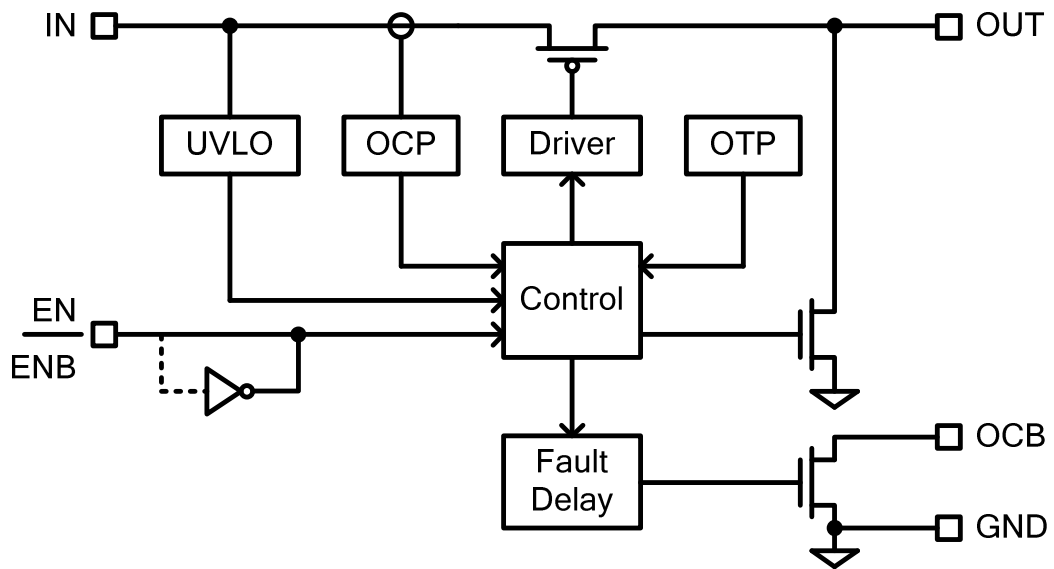 IN
OUT
UVLO
OCP
Driver
OTP
Control
EN
ENB
Fault
Delay
OCB
GND